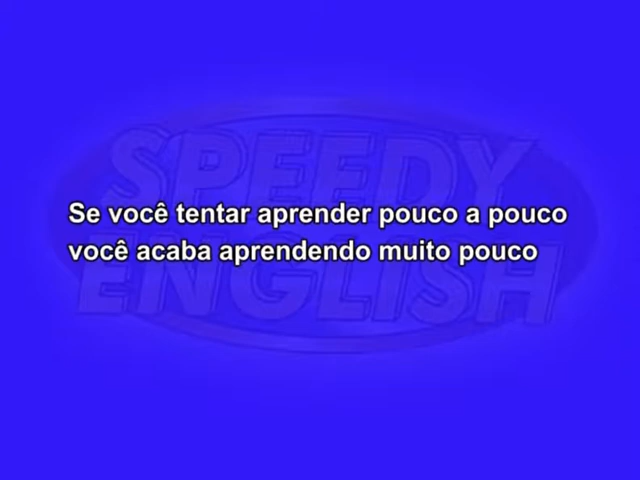 SPEEDY
ENGLISH
Se você tentar aprender pouco a pouco
você acaba aprendendo muito pouco